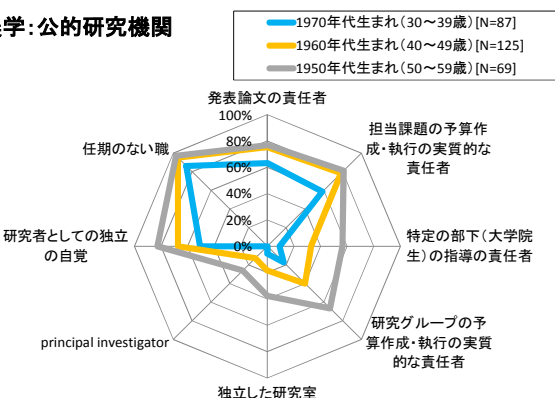 学:公的研究機関
1970年代生まれ(30～39歳)[N=87]
1960年代生まれ(40～49歳)[N=125]
1950年代生まれ(50～59歳)[N=69]
発表論文の責任者
100%
80%
60%
40%
20%
0%
担当課題の予算作
成・執行の実質的な
責任者
特定の部下(大学院
生)の指導の責任者
研究グループの予
算作成・執行の実質
的な責任者
独立した研究室
principal investigator
研究者としての独立
の自覚
任期のない職